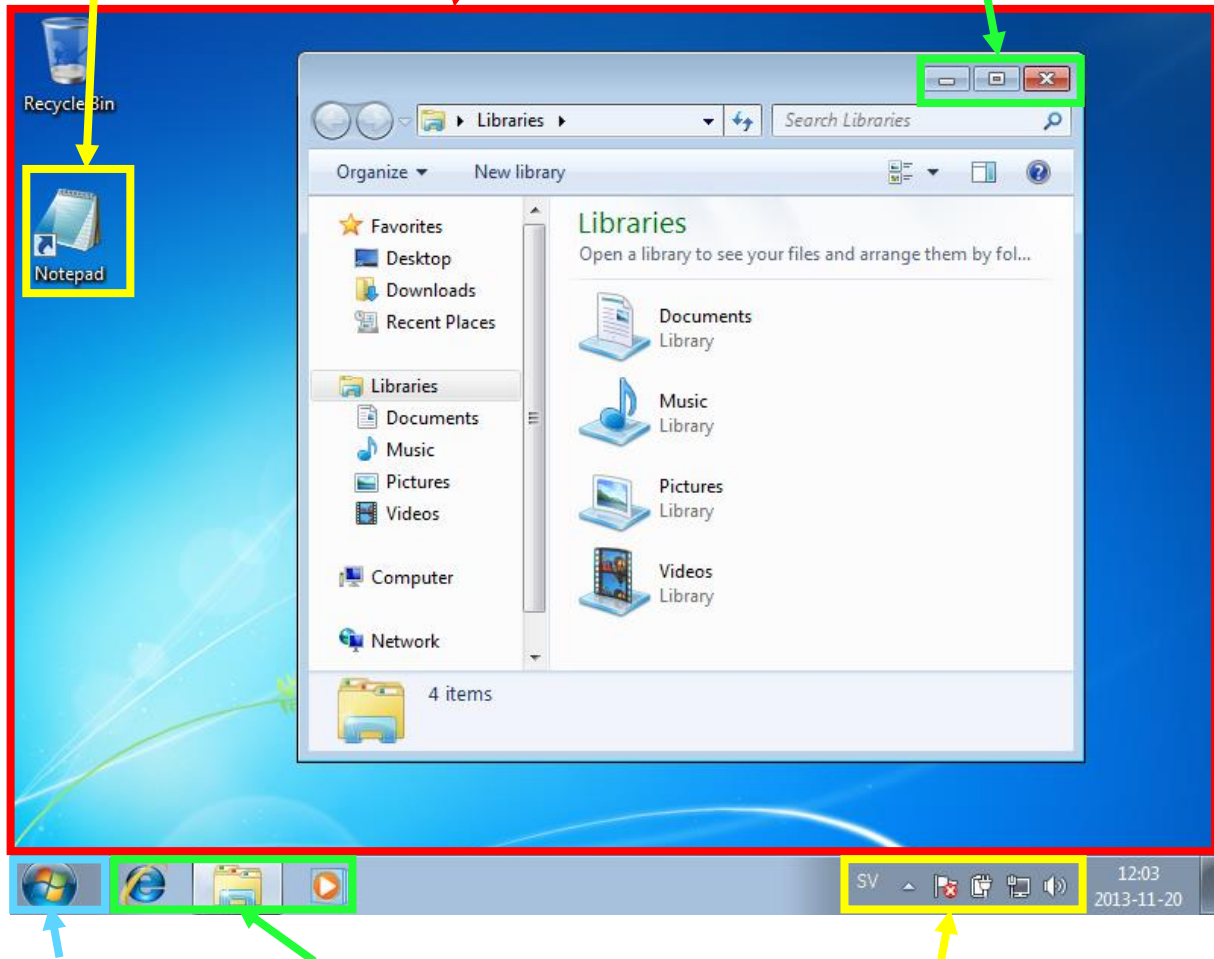 Recycle Bin
Notepad
Libraries
Search Libraries
Organize
New library
Favorites
Desktop
Downloads
Recent Places
Libraries
Documents
Music
Pictures
Videos
Computer
Network
Libraries
Open a library to see your files and arrange them by fol...
Documents
Library
Music
Library
Pictures
Library
Videos
Library
4 items
SV
12:03
2013-11-20